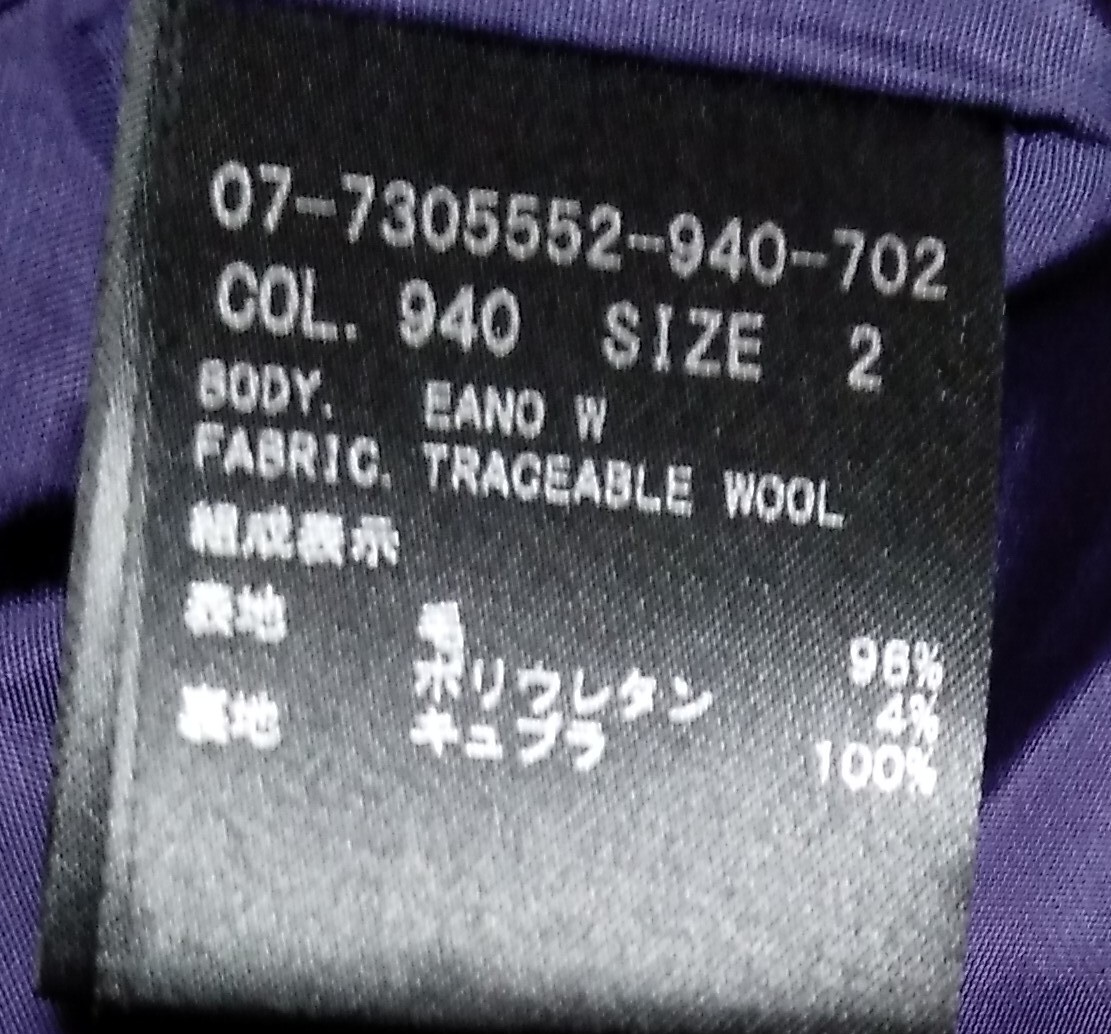 07-7305552-940-702
COL. 940 SIZE 2
BODY. EANO W
FABRIC. TRACEABLE WOOL
組成表示
表地 毛 96%
ポリウレタン 4%
裏地 キュプラ 100%